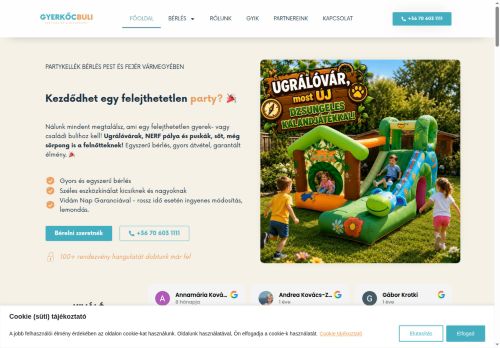 GYERKŐCBULI
FŐOLDAL
BÉRLÉS
RÓLUNK
GYIK
PARTNEREINK
KAPCSOLAT
+36 70 603 1111
PARTYKELLÉK BÉRLÉS PEST ÉS FEJÉR VÁRMEGYÉBEN
Kezdődhet egy felejthetetlen party?
Nálunk mindent megtalálsz, ami egy felejthetetlen gyerek- vagy
családi bulihoz kell! Ugrálóvárak, NERF pálya és puskák, sőt, még
sörpong is a felnőtteknek! Egyszerű bérlés, gyors átvétel, garantált
élmény.
Gyors és egyszerű bérlés
Széles eszközkínálat kicsiknek és nagyoknak
Vidám Nap Garanciával - rossz idő esetén ingyenes módosítás,
lemondás.
Bérelni szeretnék
+36 70 603 1111
100+ rendezvény hangulatát dobtunk már fel
UGRÁLÓVÁR,
most ÚJ
DZSUNGELES
KALANDJÁTÉKKAL!
Annamária Ková...
8 hónapja
Andrea Kovács-Z...
1 éve
G
Gábor Krotki
1 éve
Cookie (süti) tájékoztató
A jobb felhasználói élmény érdekében az oldalon cookie-kat használunk. Oldalunk használatával, Ön elfogadja a cookie-k használatát. Cookie tájékoztató
Elutasítás
Elfogad